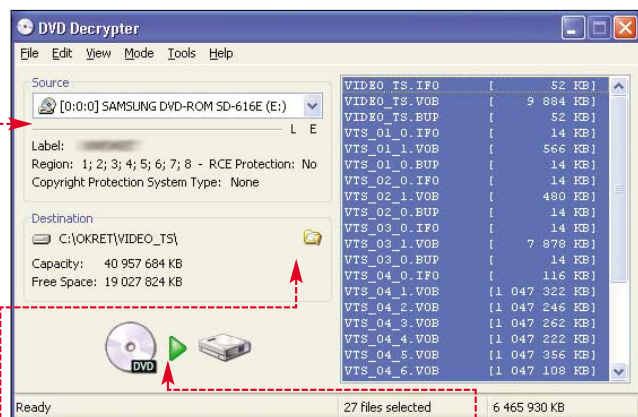 DVD Decrypter
File Edit View Mode Tools Help
Source
[0:0:0] SAMSUNG DVD-ROM SD-616E (E:)
L E
Label:
Region: 1; 2; 3; 4; 5; 6; 7; 8 - RCE Protection: No
Copyright Protection System Type: None
Destination
C:\OKRET\VIDEO_TS\
Capacity: 40 957 684 KB
Free Space: 19 027 824 KB
DVD
VIDEO_TS.IFO [ 52 KB]
VIDEO_TS.VOB [ 9 884 KB]
VIDEO_TS.BUP [ 52 KB]
VTS_01_0.IFO [ 14 KB]
VTS_01_1.VOB [ 566 KB]
VTS_01_0.BUP [ 14 KB]
VTS_02_0.IFO [ 14 KB]
VTS_02_1.VOB [ 480 KB]
VTS_02_0.BUP [ 14 KB]
VTS_03_0.IFO [ 14 KB]
VTS_03_1.VOB [ 7 878 KB]
VTS_03_0.BUP [ 14 KB]
VTS_04_0.IFO [ 116 KB]
VTS_04_1.VOB [1 047 322 KB]
VTS_04_2.VOB [1 047 246 KB]
VTS_04_3.VOB [1 047 262 KB]
VTS_04_4.VOB [1 047 222 KB]
VTS_04_5.VOB [1 047 356 KB]
VTS_04_6.VOB [1 047 108 KB]
Ready 27 files selected 6 465 930 KB